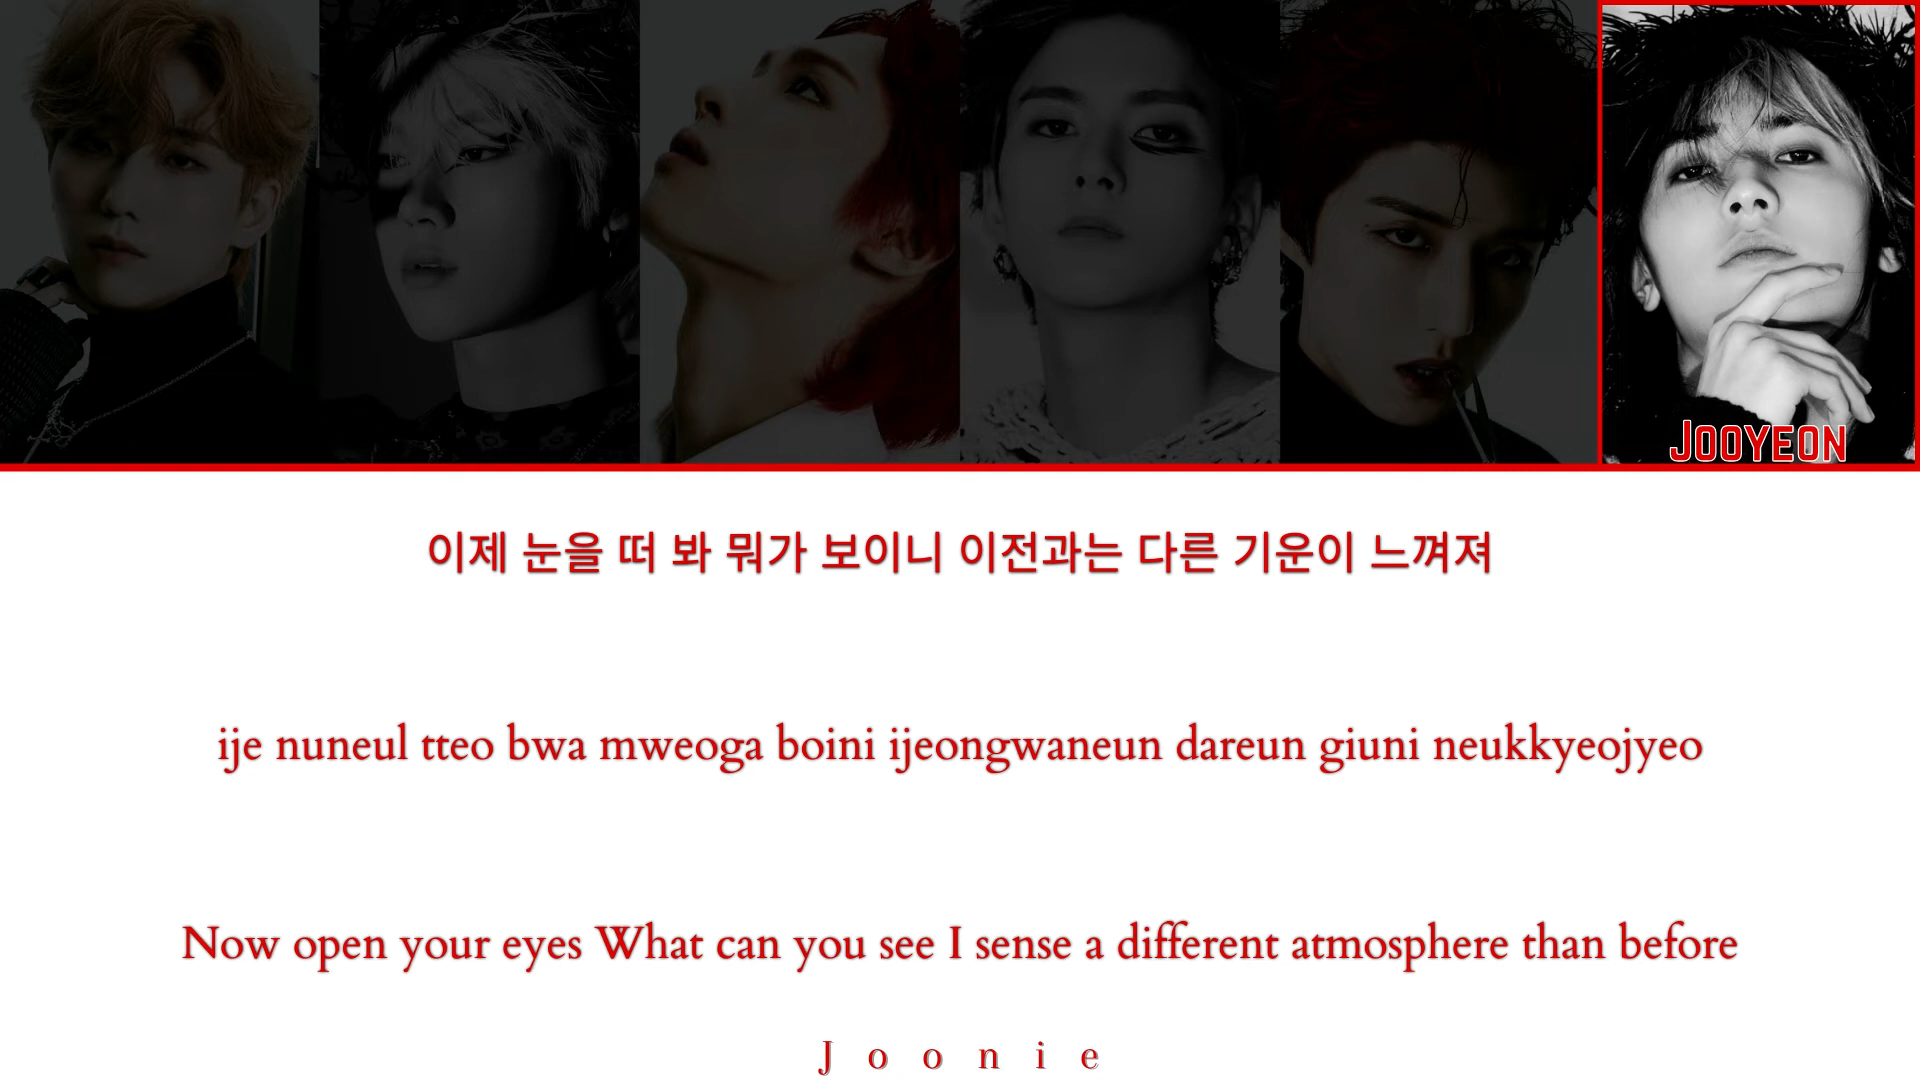 JOOYEON
이제 눈을 떠 봐 뭐가 보이니 이전과는 다른 기운이 느껴져
ije nuneul tteo bwa mweoga boini ijeongwaneun dareun giuni neukkyeojyeo
Now open your eyes What can you see I sense a different atmosphere than before
Joonie